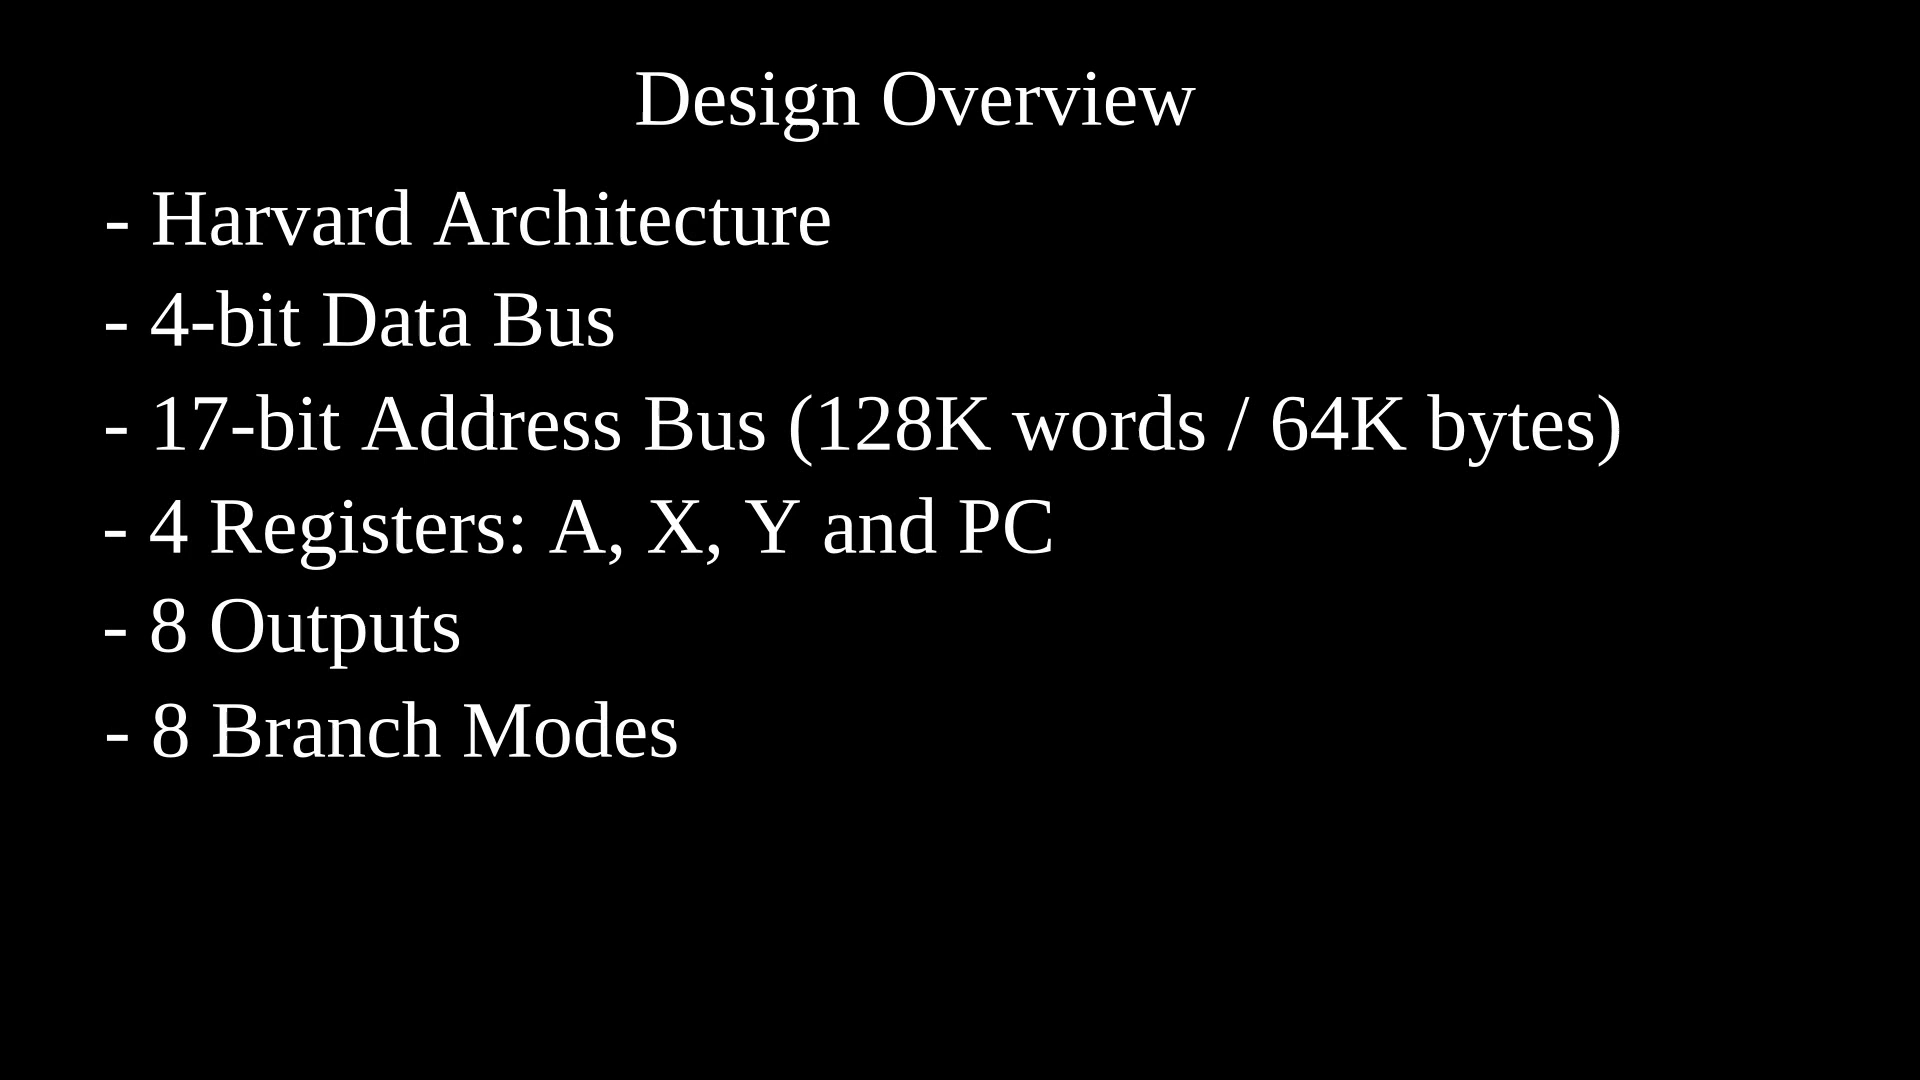 Design Overview
- Harvard Architecture
- 4-bit Data Bus
- 17-bit Address Bus (128K words / 64K bytes)
- 4 Registers: A, X, Y and PC
- 8 Outputs
- 8 Branch Modes